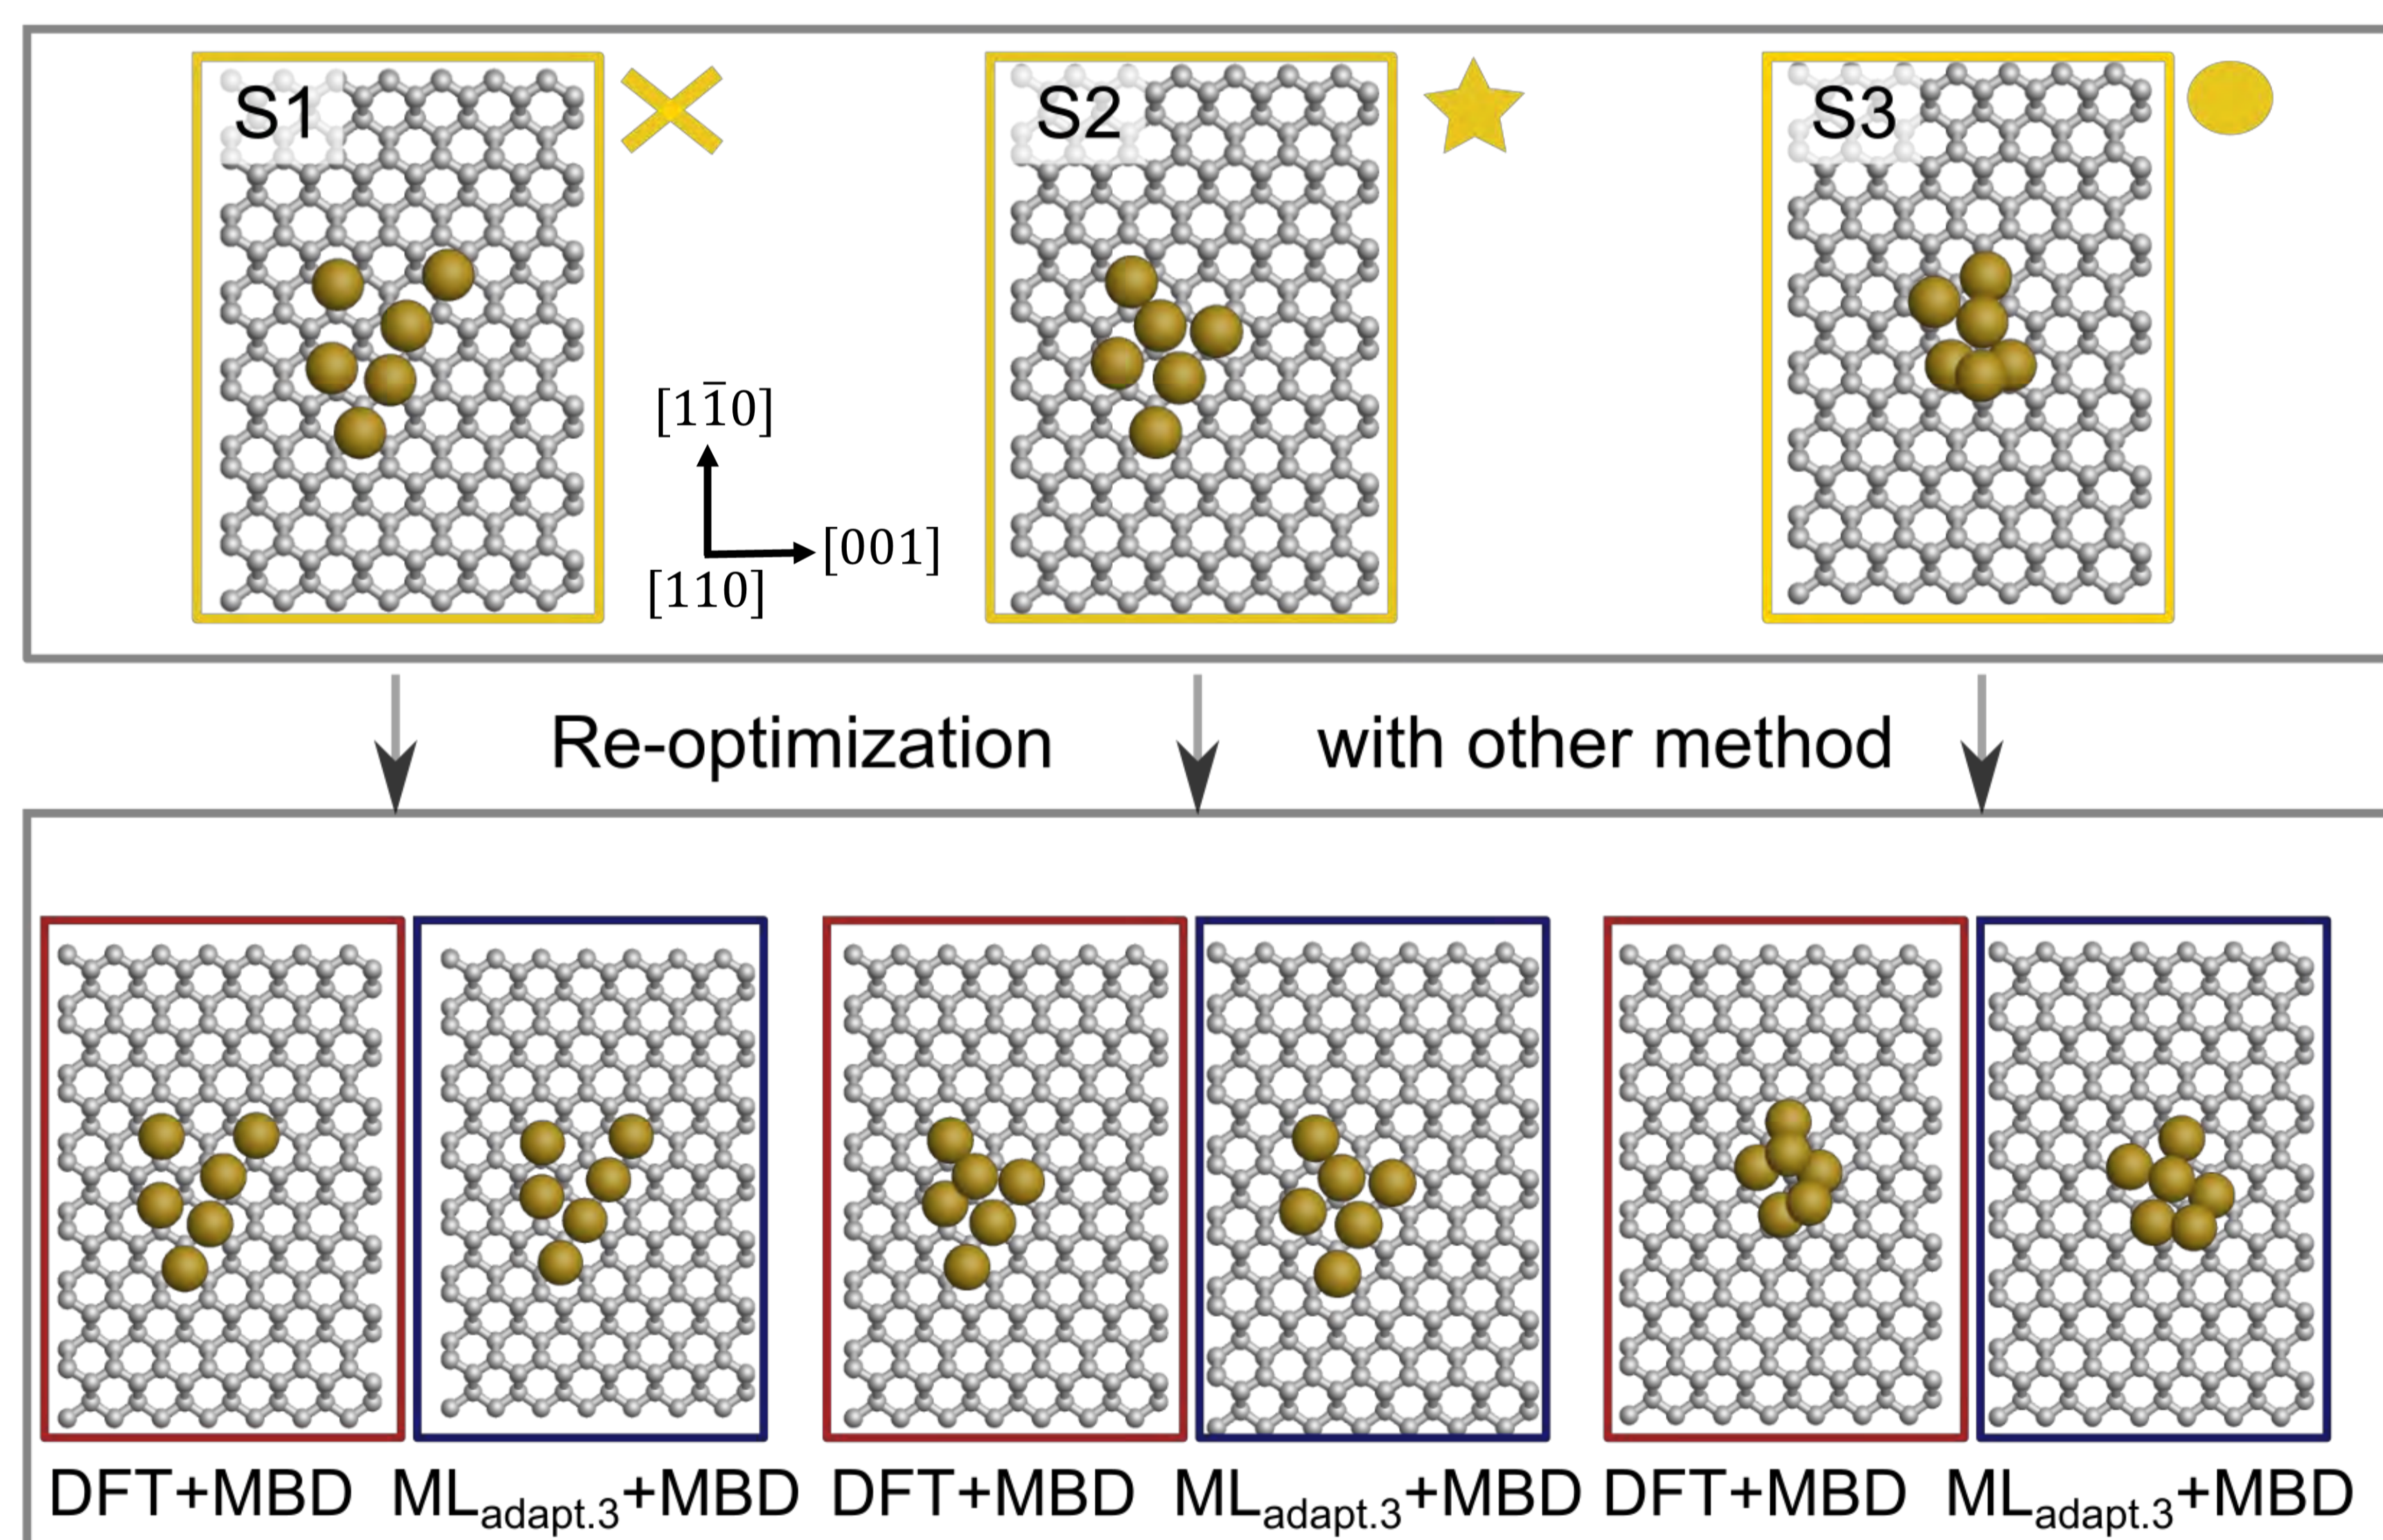 S1
S2
S3
[11̅0]
[001]
[110]
Re-optimization with other method
DFT+MBD
MLadapt.3+MBD
DFT+MBD
MLadapt.3+MBD
DFT+MBD
MLadapt.3+MBD